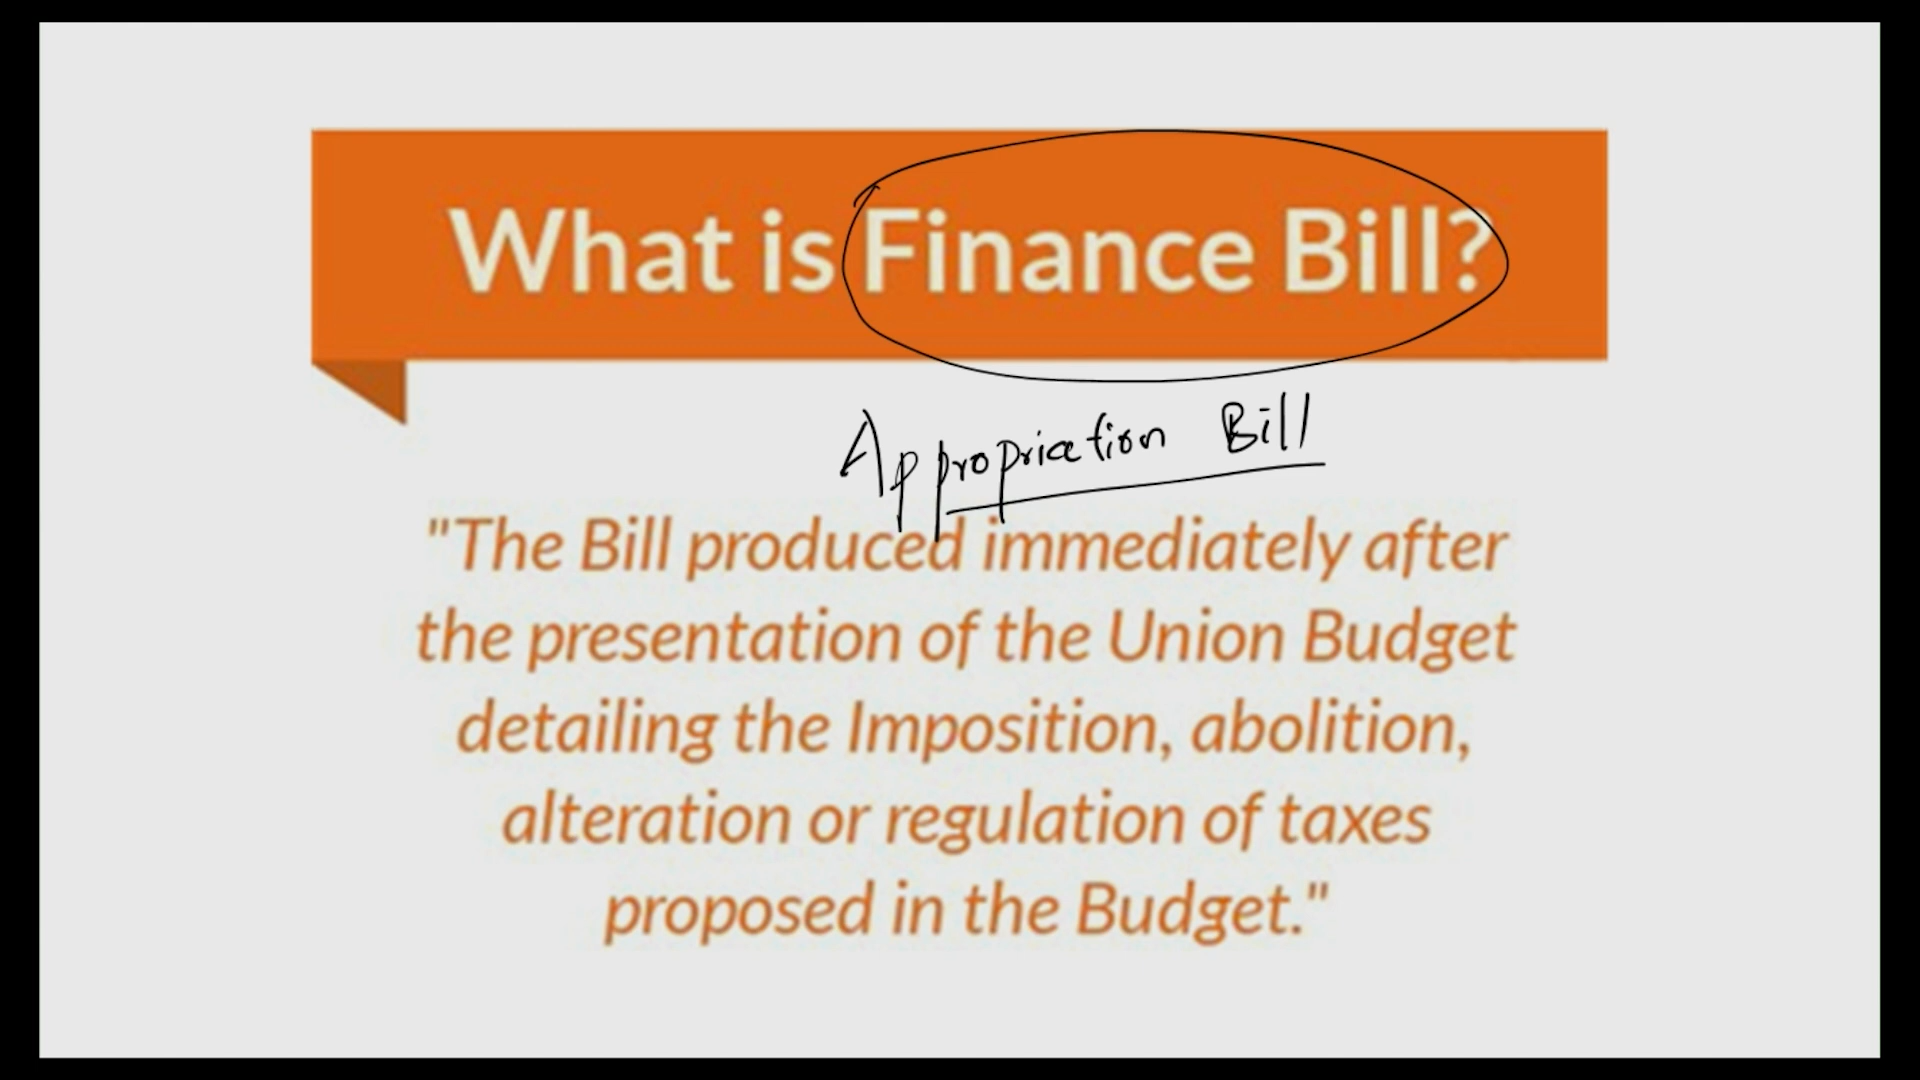 What is Finance Bill?
Appropriation Bill
"The Bill produced immediately after
the presentation of the Union Budget
detailing the Imposition, abolition,
alteration or regulation of taxes
proposed in the Budget."